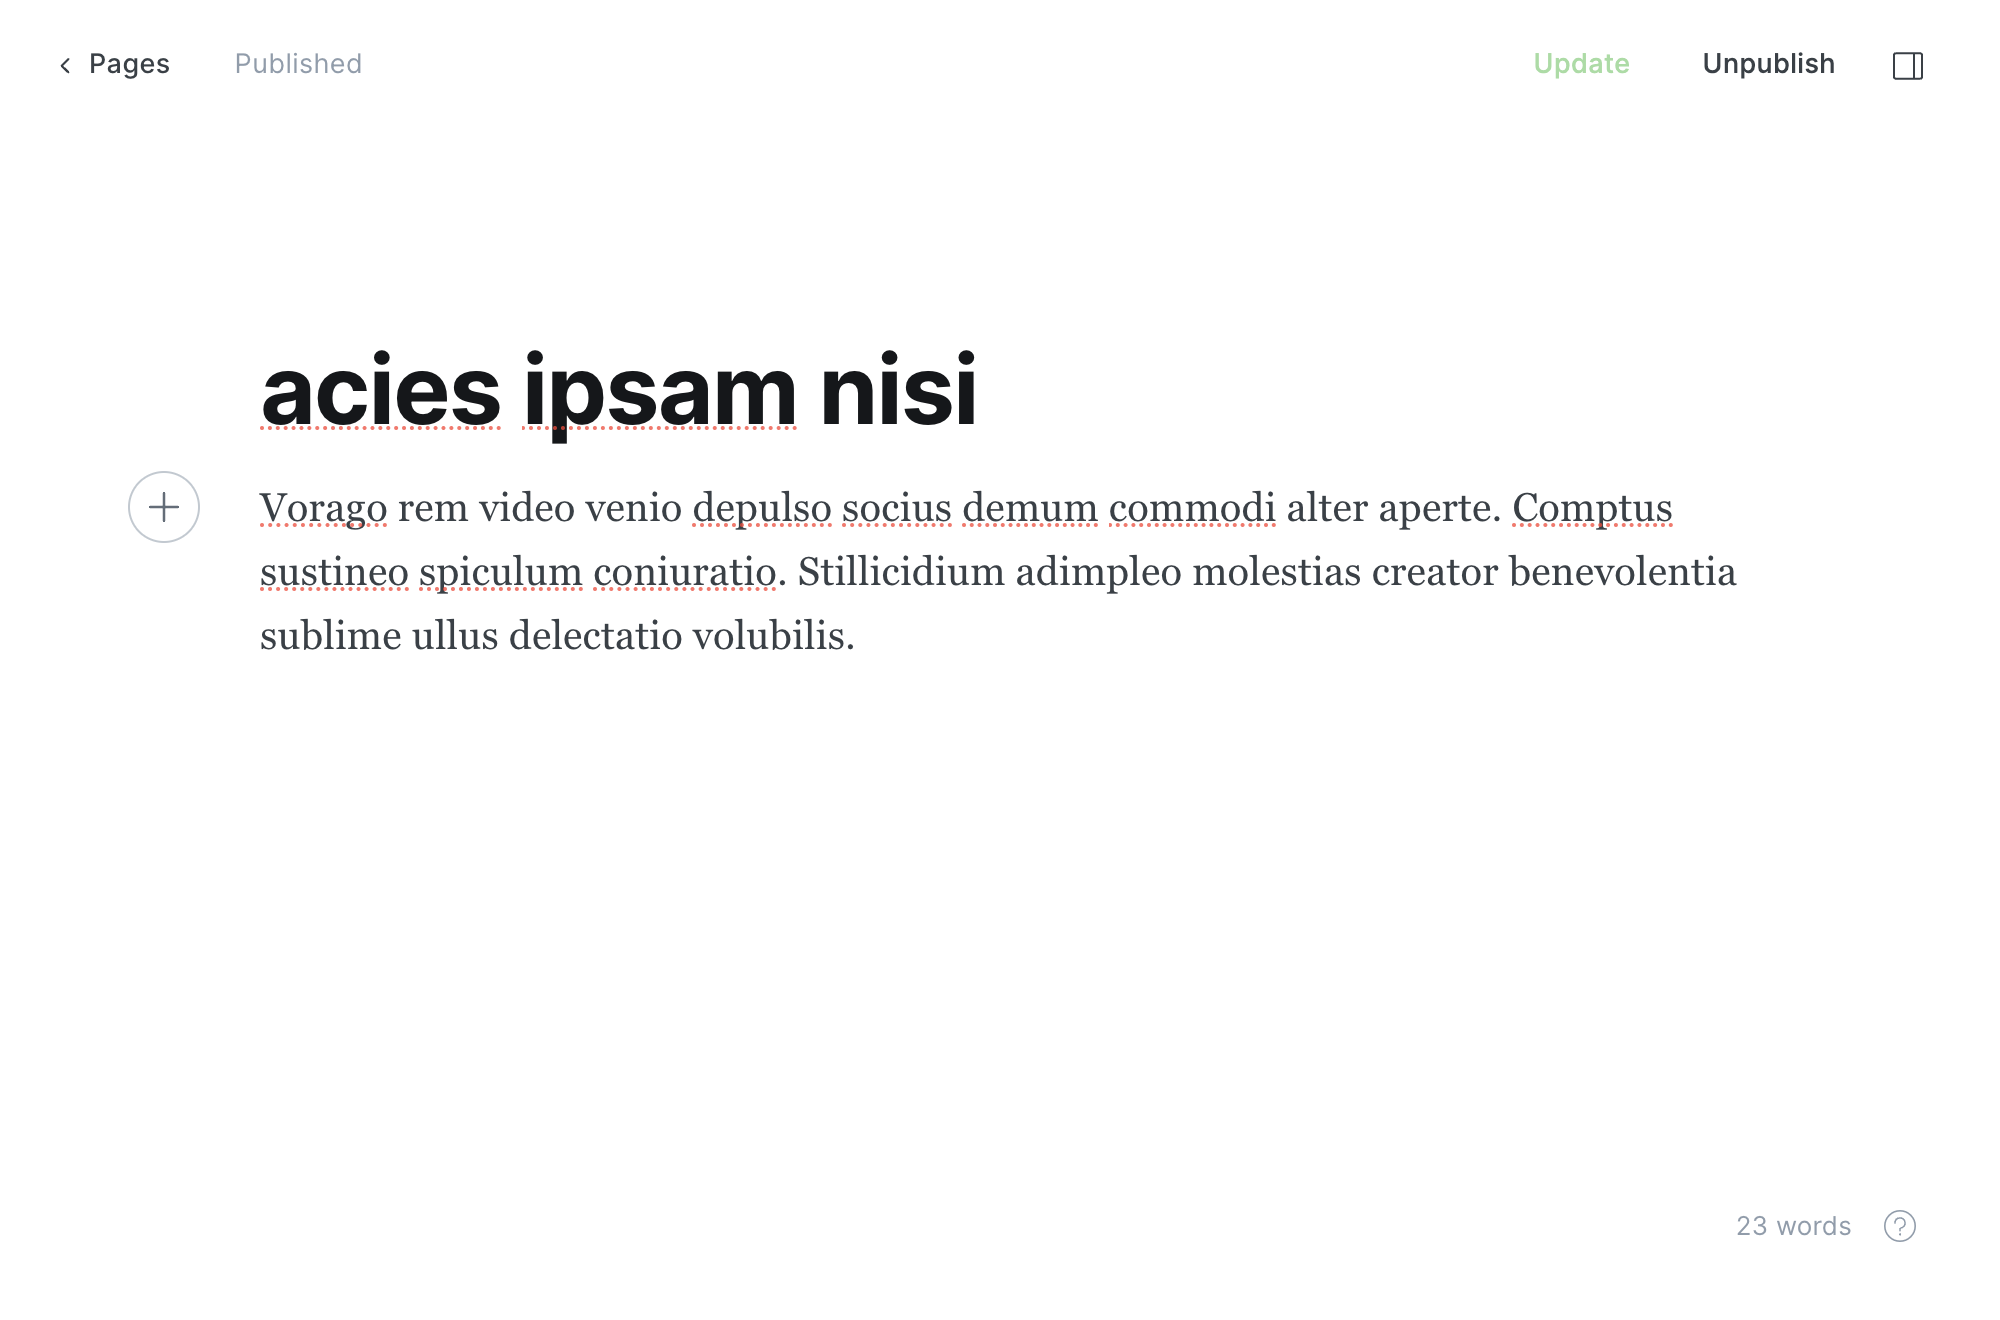 Pages
Published
Update
Unpublish
acies ipsam nisi
Vorago rem video venio depulso socius demum commodi alter aperte. Comptus
sustineo spiculum coniuratio. Stillicidium adimpleo molestias creator benevolentia
sublime ullus delectatio volubilis.
23 words
?